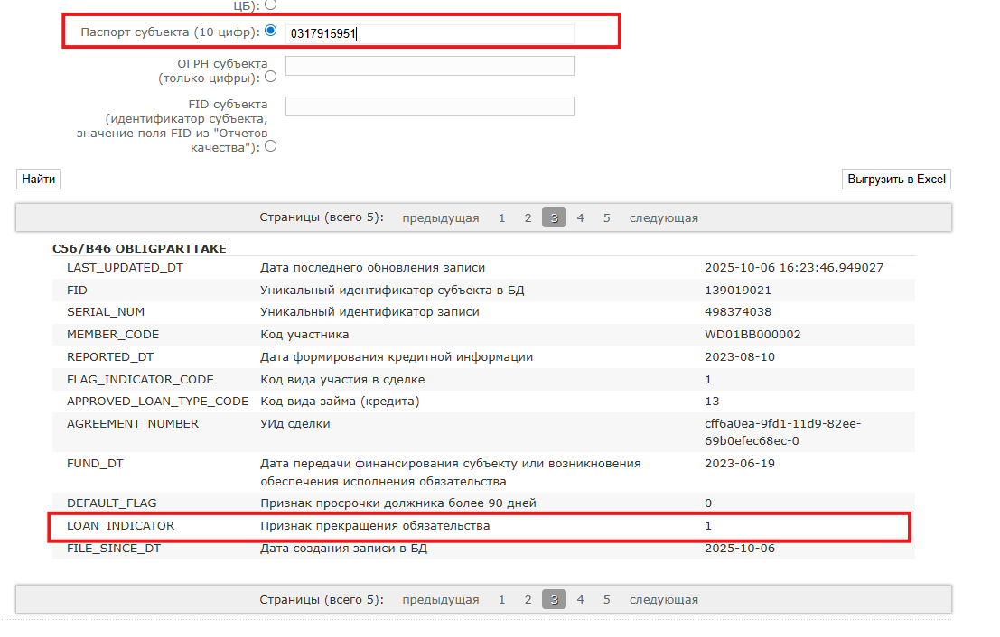 ЦБ):
Паспорт субъекта (10 цифр): 0317915951
ОГРН субъекта
(только цифры):
FID субъекта
(идентификатор субъекта,
значение поля FID из "Отчетов
качества"):
Найти Выгрузить в Excel
Страницы (всего 5): предыдущая 1 2 3 4 5 следующая
C56/B46 OBLIGPARTTAKE
LAST_UPDATED_DT Дата последнего обновления записи 2025-10-06 16:23:46.949027
FID Уникальный идентификатор субъекта в БД 139019021
SERIAL_NUM Уникальный идентификатор записи 498374038
MEMBER_CODE Код участника WD01BB000002
REPORTED_DT Дата формирования кредитной информации 2023-08-10
FLAG_INDICATOR_CODE Код вида участия в сделке 1
APPROVED_LOAN_TYPE_CODE Код вида займа (кредита) 13
AGREEMENT_NUMBER УИд сделки cff6a0ea-9fd1-11d9-82ee-
69b0efec68ec-0
FUND_DT Дата передачи финансирования субъекту или возникновения 2023-06-19
обеспечения исполнения обязательства
DEFAULT_FLAG Признак просрочки должника более 90 дней 0
LOAN_INDICATOR Признак прекращения обязательства 1
FILE_SINCE_DT Дата создания записи в БД 2025-10-06
Страницы (всего 5): предыдущая 1 2 3 4 5 следующая